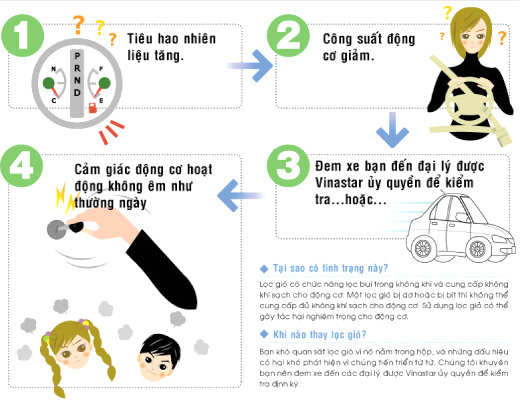 1
? ? ?
Tiêu hao nhiên
liệu tăng.
P
R
N
D
N
F
C
E
2
Công suất động
cơ giảm.
? ?
?
4
Cảm giác động cơ hoạt
động không êm như
thường ngày
3
Đem xe bạn đến đại lý được
Vinastar ủy quyền để kiểm
tra...hoặc...
Tại sao có tình trạng này?
Lọc gió có chức năng lọc bụi trong không khí và cung cấp không
khí sạch cho động cơ. Một lọc gió bị dơ hoặc bị bít thì không thể
cung cấp đủ không khí sạch cho động cơ. Sử dụng lọc giả có thể
gây tác hại nghiêm trọng cho động cơ.
Khi nào thay lọc gió?
Bạn khó quan sát lọc gió vì nó nằm trong hộp, và những dấu hiệu
có hại khó phát hiện vì chúng tiến triển từ từ. Chúng tôi khuyên
bạn nên đem xe đến các đại lý được Vinastar ủy quyền để kiểm
tra định kỳ.